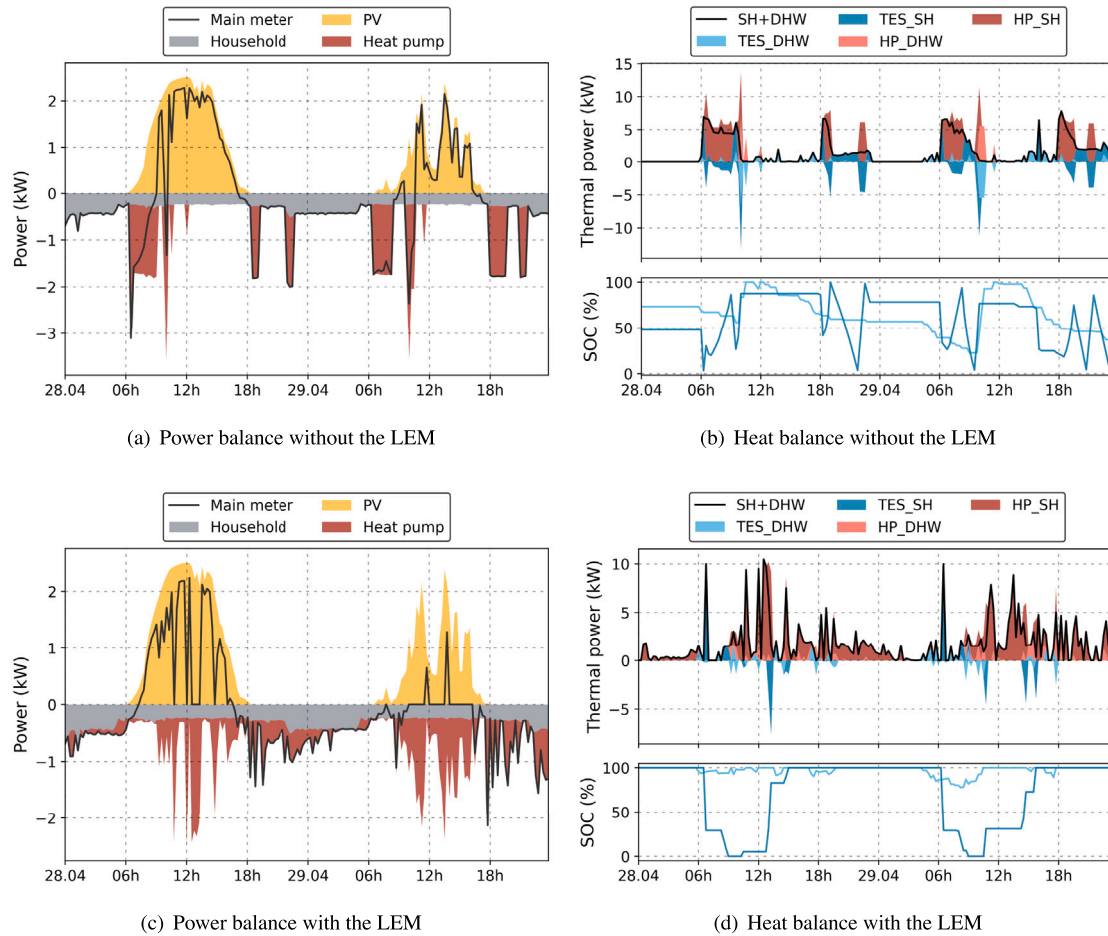 Main meter PV
Household Heat pump
Power (kW)
2
1
0
−1
−2
−3
28.04 06h 12h 18h 29.04 06h 12h 18h
(a) Power balance without the LEM
SH+DHW TES_SH HP_SH
TES_DHW HP_DHW
Thermal power (kW)
15
10
5
0
−5
−10
SOC (%)
100
50
0
28.04 06h 12h 18h 29.04 06h 12h 18h
(b) Heat balance without the LEM
Main meter PV
Household Heat pump
Power (kW)
2
1
0
−1
−2
28.04 06h 12h 18h 29.04 06h 12h 18h
(c) Power balance with the LEM
SH+DHW TES_SH HP_SH
TES_DHW HP_DHW
Thermal power (kW)
10
5
0
−5
SOC (%)
100
50
0
28.04 06h 12h 18h 29.04 06h 12h 18h
(d) Heat balance with the LEM